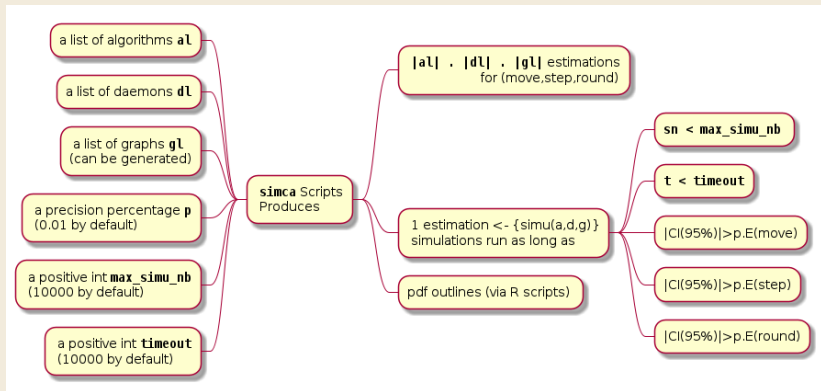 a list of algorithms al
a list of daemons dl
a list of graphs gl
(can be generated)
a precision percentage p
(0.01 by default)
a positive int max_simu_nb
(10000 by default)
a positive int timeout
(10000 by default)
simca Scripts
Produces
|al| . |dl| . |gl| estimations
for (move,step,round)
1 estimation <- {simu(a,d,g)}
simulations run as long as
pdf outlines (via R scripts)
sn < max_simu_nb
t < timeout
|CI(95%)|>p.E(move)
|CI(95%)|>p.E(step)
|CI(95%)|>p.E(round)